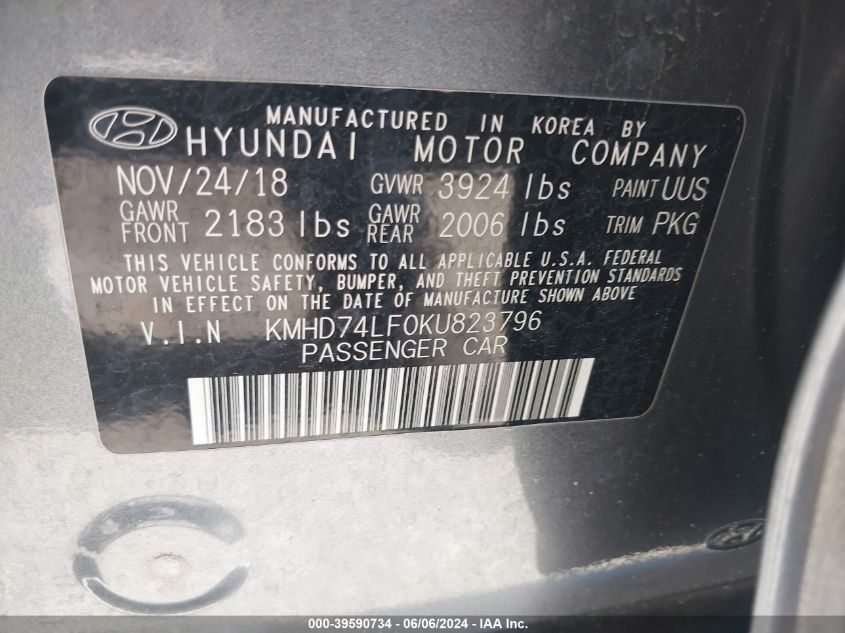 MANUFACTURED IN KOREA BY
HYUNDAI MOTOR COMPANY
NOV/24/18 GVWR 3924 lbs PAINT UUS
GAWR FRONT 2183 lbs GAWR REAR 2006 lbs TRIM PKG
THIS VEHICLE CONFORMS TO ALL APPLICABLE U.S.A. FEDERAL
MOTOR VEHICLE SAFETY, BUMPER, AND THEFT PREVENTION STANDARDS
IN EFFECT ON THE DATE OF MANUFACTURE SHOWN ABOVE
V.I.N KMHD74LF0KU823796
PASSENGER CAR
000-39590734 - 06/06/2024 - IAA Inc.